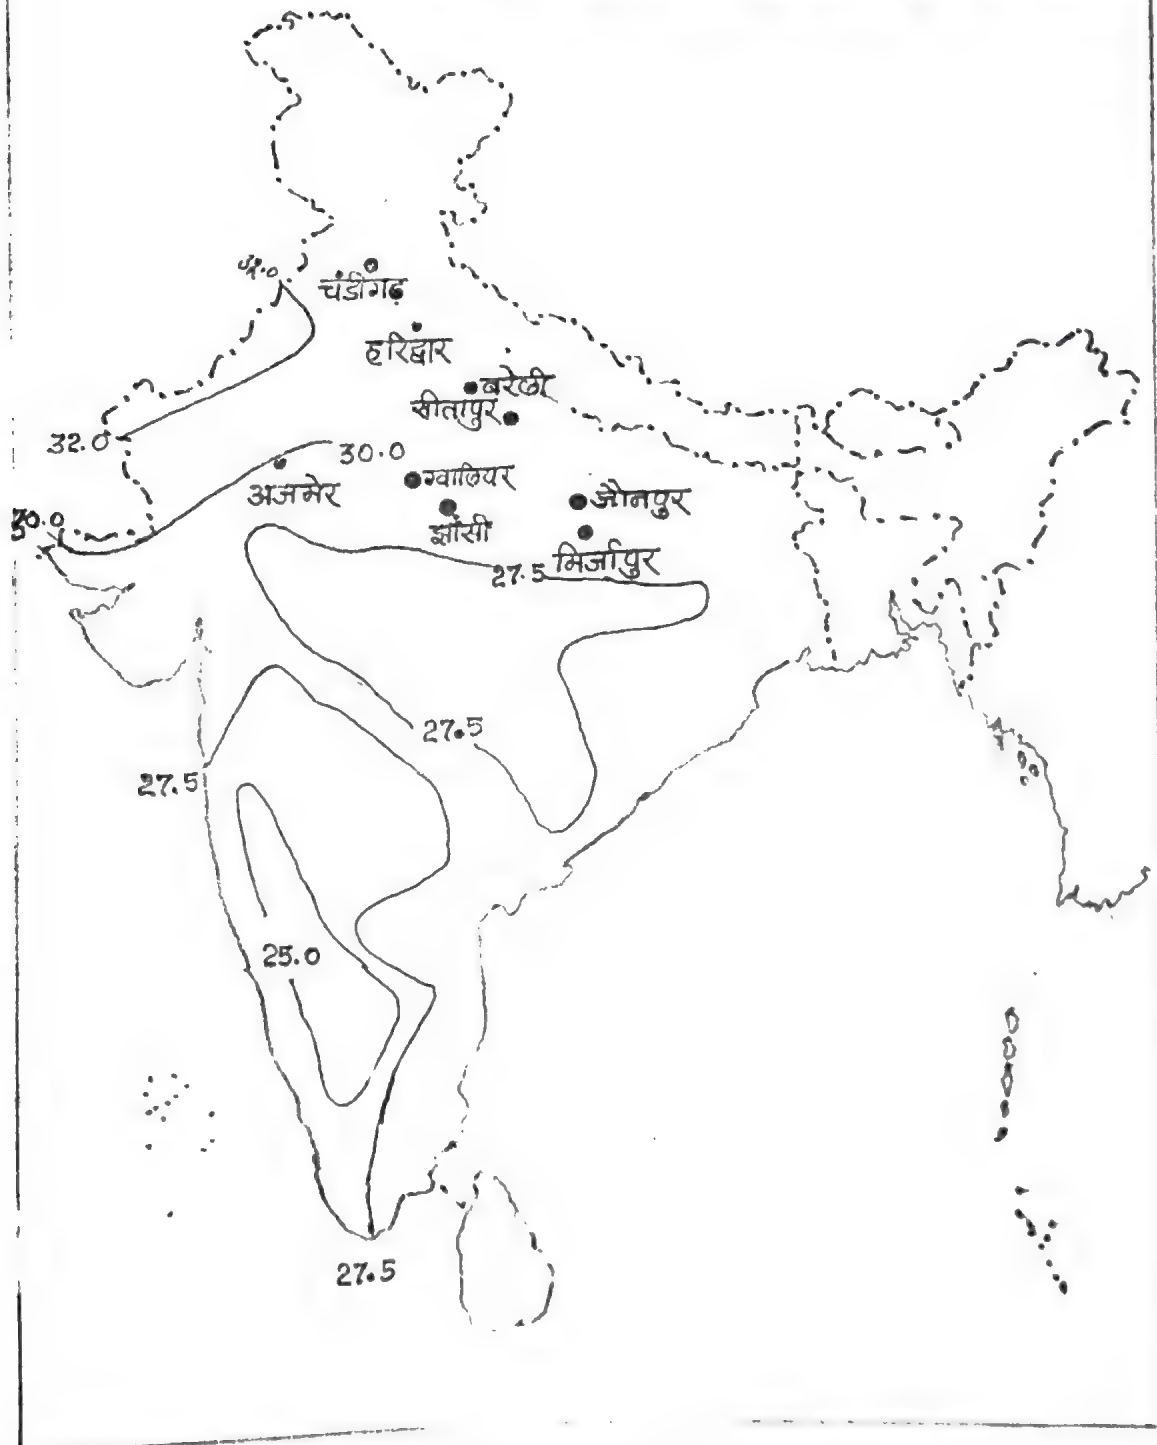 चंडीगढ़
हरिद्वार
बरेली
सीतापुर
32.0
30.0
ग्वालियर
अजमेर
जौनपुर
झाँसी
मिर्जापुर
27.5
27.5
27.5
25.0
27.5